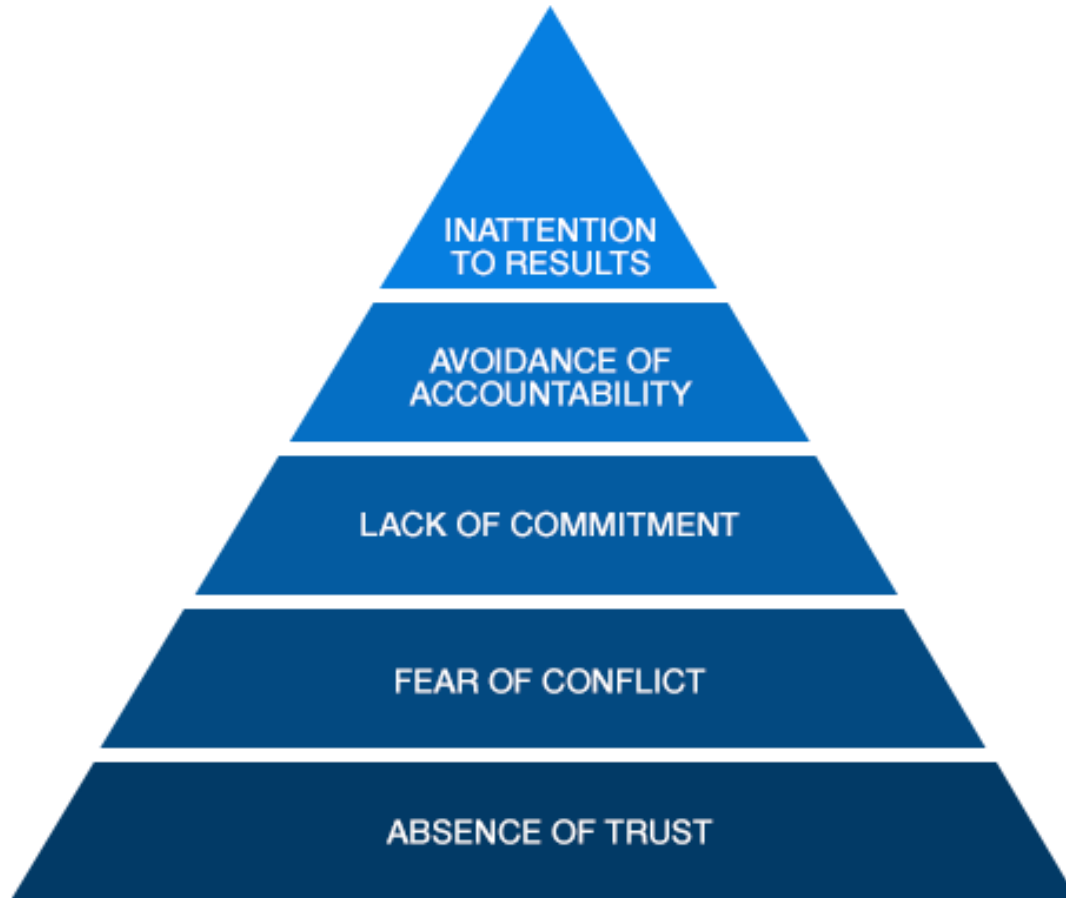 INATTENTION
TO RESULTS
AVOIDANCE OF
ACCOUNTABILITY
LACK OF COMMITMENT
FEAR OF CONFLICT
ABSENCE OF TRUST